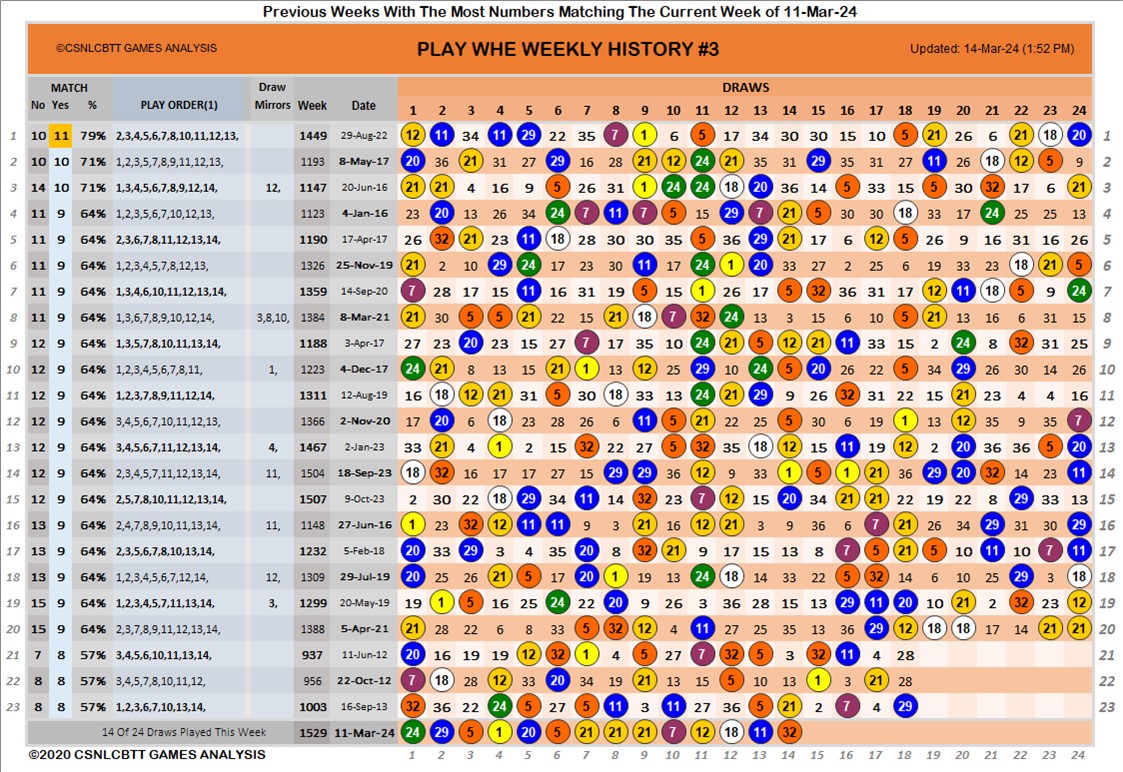 Previous Weeks With The Most Numbers Matching The Current Week of 11-Mar-24
©CSNLCBTT GAMES ANALYSIS PLAY WHE WEEKLY HISTORY #3 Updated: 14-Mar-24 (1:52 PM)
MATCH Draw DRAWS
No Yes % PLAY ORDER(1) Mirrors Week Date 1 2 3 4 5 6 7 8 9 10 11 12 13 14 15 16 17 18 19 20 21 22 23 24
1 10 11 79% 2,3,4,5,6,7,8,10,11,12,13, 1449 29-Aug-22 12 11 34 11 29 22 35 7 1 6 5 17 34 30 30 15 10 5 21 26 6 21 18 20 1
2 10 10 71% 1,2,3,5,7,8,9,11,12,13, 1193 8-May-17 20 36 21 31 27 29 16 28 21 12 24 21 35 31 29 35 31 27 11 26 18 12 5 9 2
3 14 10 71% 1,3,4,5,6,7,8,9,12,14, 12, 1147 20-Jun-16 21 21 4 16 9 5 26 31 1 24 24 18 20 36 14 5 33 15 5 30 32 17 6 21 3
4 11 9 64% 1,2,3,5,6,7,10,12,13, 1123 4-Jan-16 23 20 13 26 34 24 7 11 7 5 15 29 7 21 5 30 30 18 33 17 24 25 25 13 4
5 11 9 64% 2,3,6,7,8,11,12,13,14, 1190 17-Apr-17 26 32 21 23 11 18 28 30 30 35 5 36 29 21 17 6 12 5 26 9 16 31 16 26 5
6 11 9 64% 1,2,3,4,5,7,8,12,13, 1326 25-Nov-19 21 2 10 29 24 17 23 30 11 17 24 1 20 33 27 2 25 6 19 33 23 18 21 5 6
7 11 9 64% 1,3,4,6,10,11,12,13,14, 1359 14-Sep-20 7 28 17 15 11 16 31 19 5 15 1 26 17 5 32 36 31 17 12 11 18 5 9 24 7
8 11 9 64% 1,3,6,7,8,9,10,12,14, 3,8,10, 1384 8-Mar-21 21 30 5 5 21 22 15 21 18 7 32 24 13 3 15 6 10 5 21 13 16 6 31 15 8
9 12 9 64% 1,3,5,7,8,10,11,13,14, 1188 3-Apr-17 27 23 20 23 15 27 7 17 35 10 24 21 5 12 21 11 33 15 2 24 8 32 31 25 9
10 12 9 64% 1,2,3,4,5,6,7,8,11, 1, 1223 4-Dec-17 24 21 8 13 15 21 1 13 12 25 29 10 24 5 20 26 22 5 34 29 26 30 14 26 10
11 12 9 64% 1,2,3,7,8,9,11,12,14, 1311 12-Aug-19 16 18 12 21 31 5 30 18 33 13 24 21 29 9 26 32 31 22 15 21 23 4 4 16 11
12 12 9 64% 3,4,5,6,7,10,11,12,13, 1366 2-Nov-20 17 20 6 18 23 28 26 6 11 5 21 22 28 5 30 6 19 1 13 12 35 9 35 7 12
13 12 9 64% 3,4,5,6,7,11,12,13,14, 4, 1467 2-Jan-23 33 21 4 1 2 15 32 22 27 5 32 35 18 12 15 11 19 12 2 20 36 36 5 20 13
14 12 9 64% 2,3,4,5,7,11,12,13,14, 11, 1504 18-Sep-23 18 32 16 17 17 27 15 29 29 36 12 9 33 1 5 1 21 36 29 20 32 14 23 11 14
15 12 9 64% 2,5,7,8,10,11,12,13,14, 1507 9-Oct-23 2 30 22 18 29 34 11 14 32 23 7 12 15 20 34 21 21 22 19 22 8 29 33 13 15
16 13 9 64% 2,4,7,8,9,10,11,13,14, 11, 1148 27-Jun-16 1 23 32 12 11 11 9 3 21 16 12 21 3 9 36 6 7 21 26 34 29 31 30 29 16
17 13 9 64% 2,3,5,6,7,8,10,13,14, 1232 5-Feb-18 20 33 29 3 4 35 20 8 32 21 9 17 15 13 8 7 5 21 5 10 11 10 7 11 17
18 13 9 64% 1,2,3,4,5,6,7,12,14, 12, 1309 29-Jul-19 20 25 26 21 5 17 20 1 19 13 24 18 14 33 22 5 32 14 6 10 25 29 3 18 18
19 15 9 64% 1,2,3,4,5,7,11,13,14, 3, 1299 20-May-19 19 1 5 16 25 24 22 20 9 26 3 36 28 15 13 29 11 20 10 21 2 32 23 12 19
20 15 9 64% 2,3,7,8,9,11,12,13,14, 1388 5-Apr-21 21 28 22 6 8 33 5 32 12 4 11 27 25 35 13 36 29 12 18 18 17 14 21 21 20
21 7 8 57% 3,4,5,6,10,11,13,14, 937 11-Jun-12 20 16 19 19 12 32 1 4 5 27 7 32 5 3 32 11 4 28 21
22 8 8 57% 3,4,5,7,8,10,11,12, 956 22-Oct-12 7 18 28 12 33 20 34 19 21 13 15 5 10 13 1 3 21 28 22
23 8 8 57% 1,2,3,6,7,10,13,14, 1003 16-Sep-13 32 36 22 24 5 27 5 11 3 11 27 36 5 21 2 7 4 29 23
14 Of 24 Draws Played This Week 1529 11-Mar-24 24 29 5 1 20 5 21 21 21 7 12 18 11 32
©2020 CSNLCBTT GAMES ANALYSIS 1 2 3 4 5 6 7 8 9 10 11 12 13 14 15 16 17 18 19 20 21 22 23 24